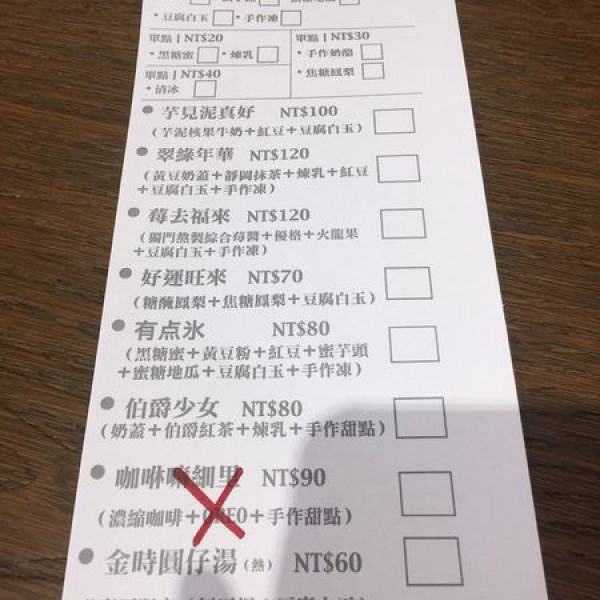 ・豆腐白玉 ・手作凍
單點 | NT$20
・黑糖蜜 ・煉乳
單點 | NT$30
・手作奶酪
・焦糖鳳梨
單點 | NT$40
・清冰
● 芋見泥真好 NT$100
(芋泥核果牛奶+紅豆+豆腐白玉)
● 翠綠年華 NT$120
(黃豆奶蓋+靜岡抹茶+煉乳+紅豆
+豆腐白玉+手作凍)
● 莓去福來 NT$120
(獨門熬製綜合莓醬+優格+火龍果
+豆腐白玉+手作凍)
● 好運旺來 NT$70
(糖醃鳳梨+焦糖鳳梨+豆腐白玉)
● 有点氷 NT$80
(黑糖蜜+黃豆粉+紅豆+蜜芋頭
+蜜糖地瓜+豆腐白玉+手作凍)
● 伯爵少女 NT$80
(奶蓋+伯爵紅茶+煉乳+手作甜點)
● 咖啉嘛細里 NT$90
(濃縮咖啡+OREO+手作甜點)
● 金時圓仔湯(熱) NT$60